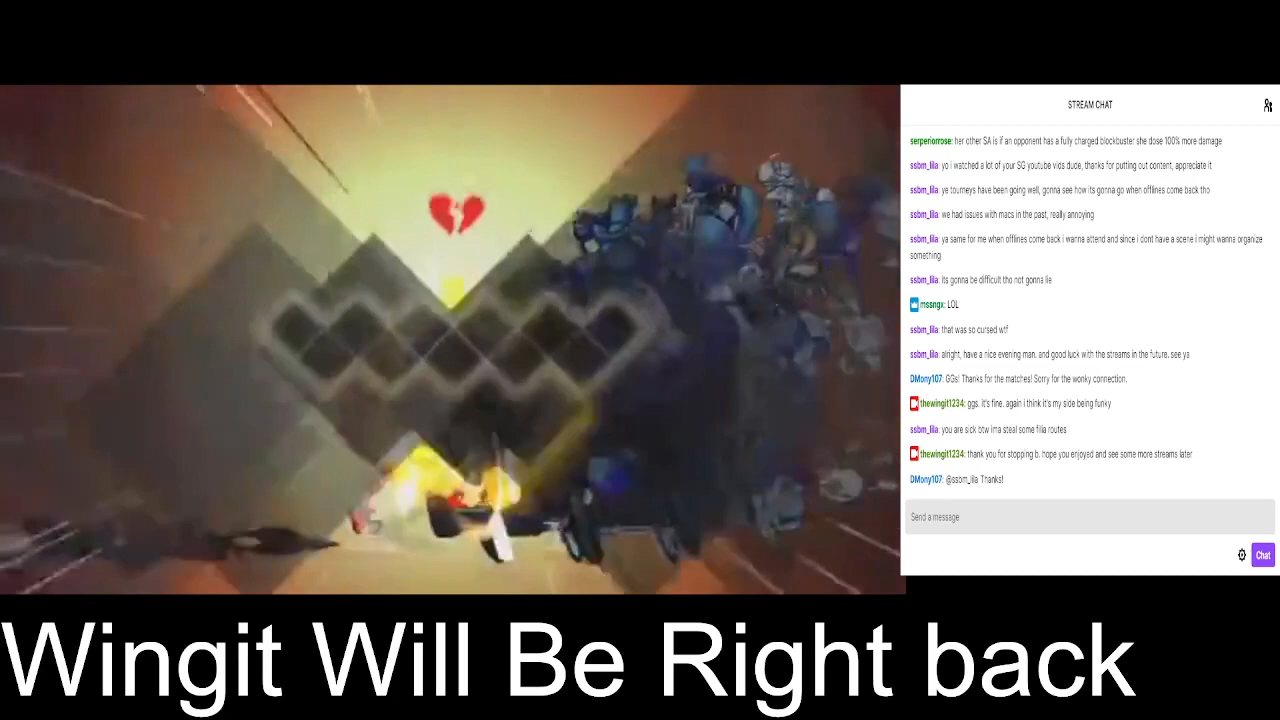 STREAM CHAT
serperiorrose: her other SA is if an opponent has a fully charged blockbuster she dose 100% more damage
ssbm_lila: yo i watched a lot of your SG youtube vids dude, thanks for putting out content, appreciate it
ssbm_lila: ye tourneys have been going well, gonna see how its gonna go when offlines come back tho
ssbm_lila: we had issues with macs in the past, really annoying
ssbm_lila: ya same for me when offlines come back i wanna attend and since i dont have a scene i might wanna organize
something
ssbm_lila: its gonna be difficult tho not gonna lie
mssngx: LOL
ssbm_lila: that was so cursed wtf
ssbm_lila: alright, have a nice evening man. and good luck with the streams in the future. see ya
DMony107: GGs! Thanks for the matches! Sorry for the wonky connection.
thewingit1234: ggs. it's fine. again i think it's my side being funky
ssbm_lila: you are sick btw ima steal some filia routes
thewingit1234: thank you for stopping b. hope you enjoyed and see some more streams later
DMony107: @ssom_lila Thanks!
Send a message
Chat
Wingit Will Be Right back